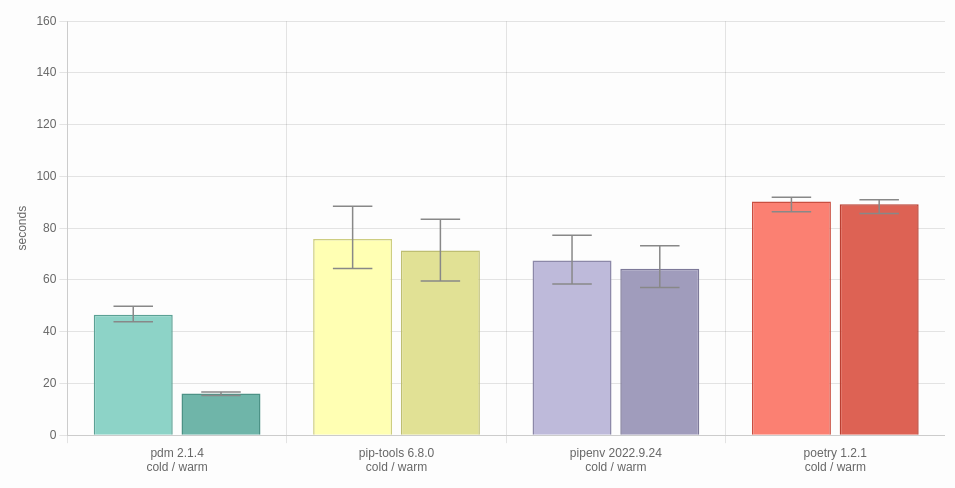 160
140
120
100
80
60
40
20
0
seconds
pdm 2.1.4
cold / warm
pip-tools 6.8.0
cold / warm
pipenv 2022.9.24
cold / warm
poetry 1.2.1
cold / warm